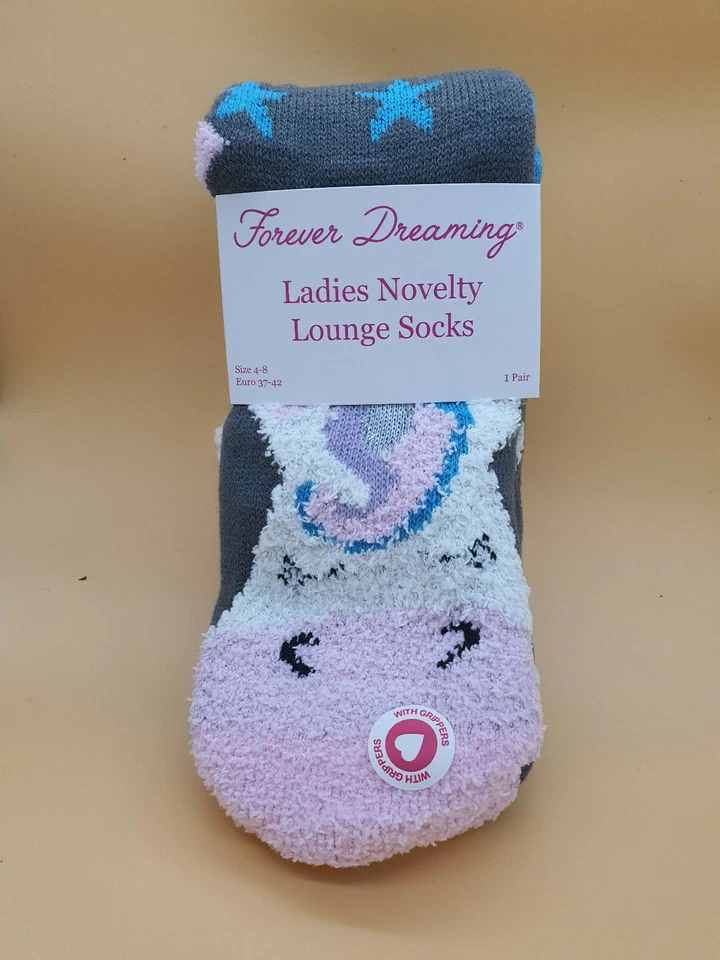 Forever Dreaming®
Ladies Novelty
Lounge Socks
Size 4-8
Euro 37-42
1 Pair
WITH GRIPPERS
WITH GRIPPERS